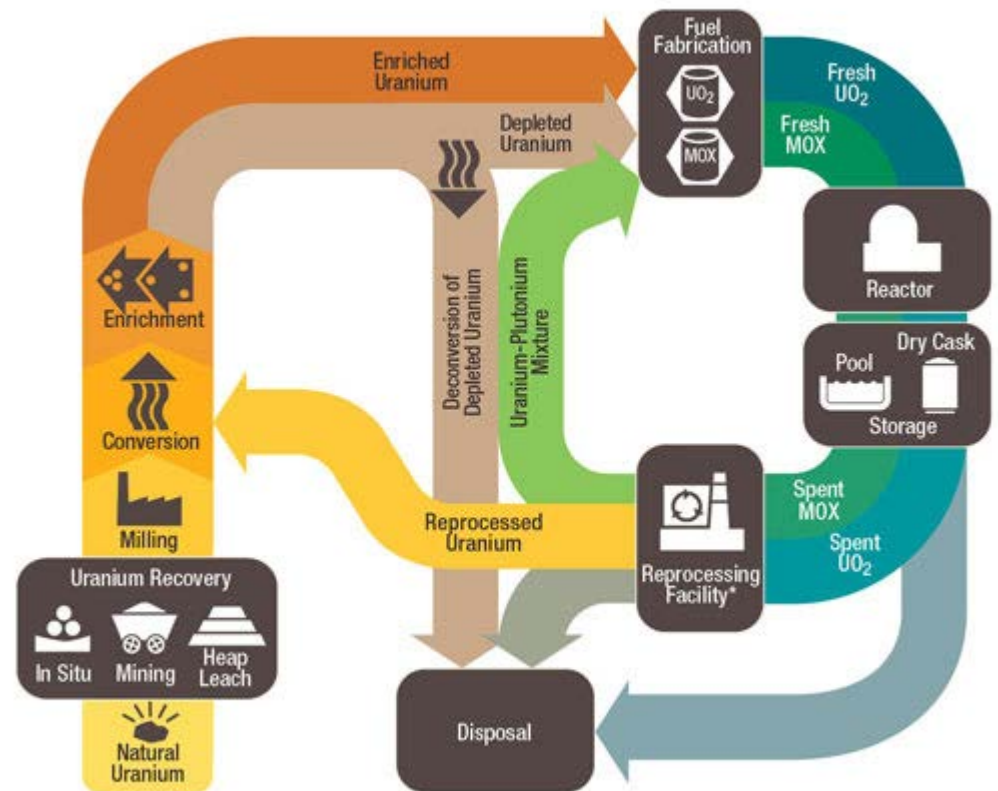 Fuel
Fabrication
UO2
MOX
Enriched
Uranium
Depleted
Uranium
Fresh
UO2
Fresh
MOX
Reactor
Dry Cask
Pool
Storage
Enrichment
Deconversion of
Depleted Uranium
Uranium-Plutonium
Mixture
Conversion
Milling
Reprocessed
Uranium
Reprocessing
Facility*
Spent
MOX
Spent
UO2
Uranium Recovery
In Situ
Mining
Heap
Leach
Disposal
Natural
Uranium